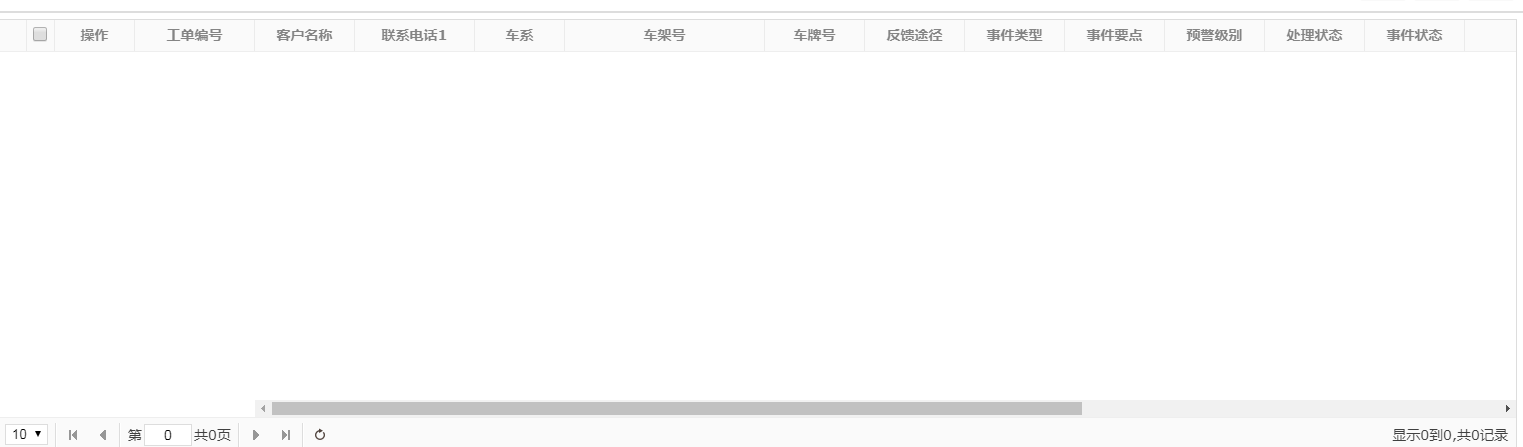 操作 工单编号 客户名称 联系电话1 车系 车架号 车牌号 反馈途径 事件类型 事件要点 预警级别 处理状态 事件状态
10 第 0 共0页 显示0到0,共0记录